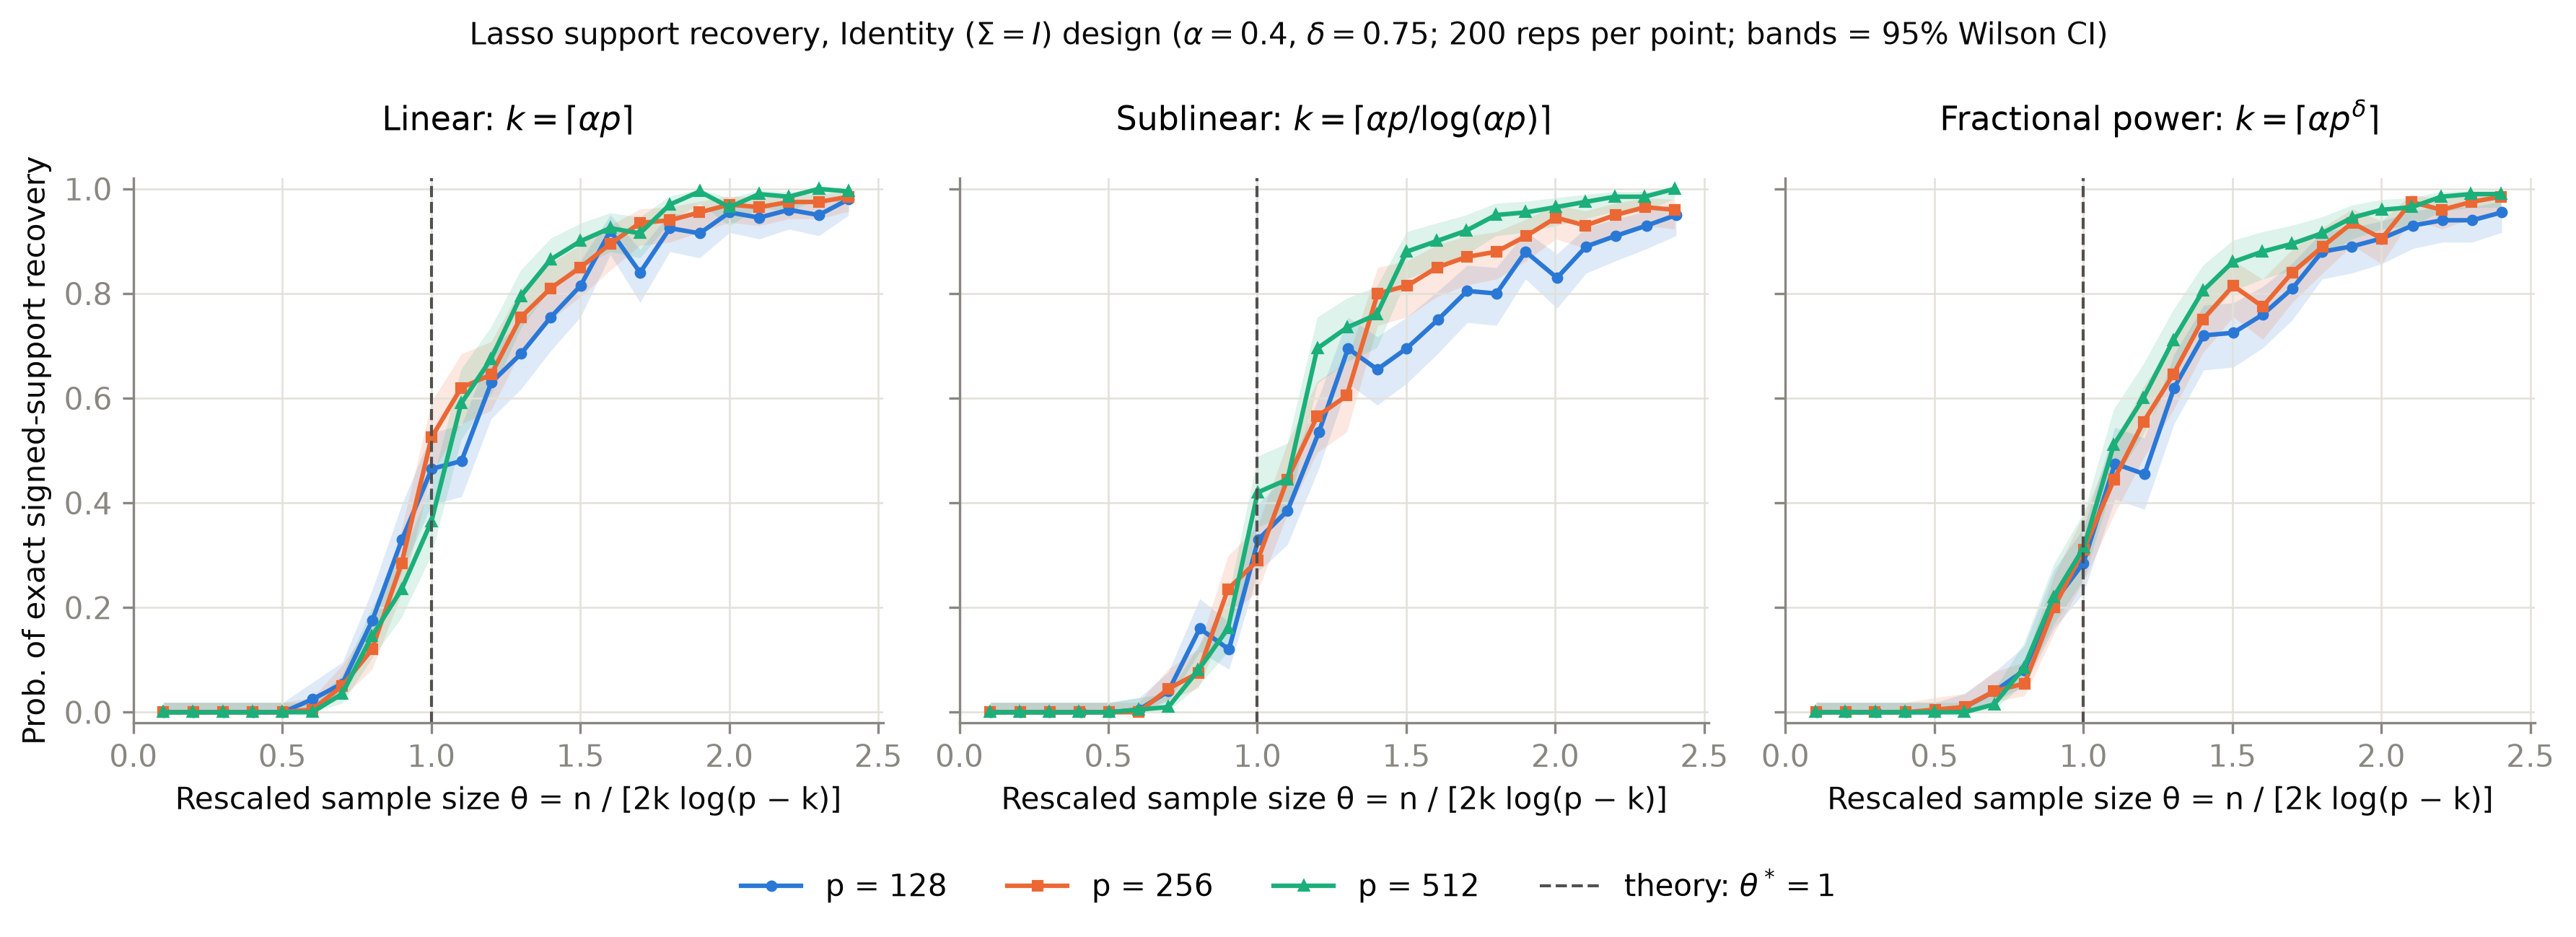 Lasso support recovery, Identity (Σ = I) design (α = 0.4, δ = 0.75; 200 reps per point; bands = 95% Wilson CI)
Linear: k = ⌈αp⌉
Sublinear: k = ⌈αp/log(αp)⌉
Fractional power: k = ⌈αp^δ⌉
Prob. of exact signed-support recovery
1.0
0.8
0.6
0.4
0.2
0.0
0.0 0.5 1.0 1.5 2.0 2.5
0.0 0.5 1.0 1.5 2.0 2.5
0.0 0.5 1.0 1.5 2.0 2.5
Rescaled sample size θ = n / [2k log(p − k)]
Rescaled sample size θ = n / [2k log(p − k)]
Rescaled sample size θ = n / [2k log(p − k)]
p = 128
p = 256
p = 512
theory: θ* = 1